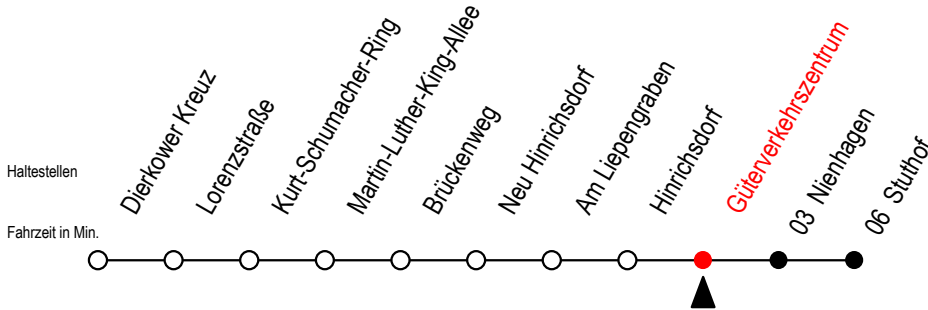 Haltestellen
Fahrzeit in Min.
Dierkower Kreuz
Lorenzstraße
Kurt-Schumacher-Ring
Martin-Luther-King-Allee
Brückenweg
Neu Hinrichsdorf
Am Liepengraben
Hinrichsdorf
Güterverkehrszentrum
03 Nienhagen
06 Stuthof